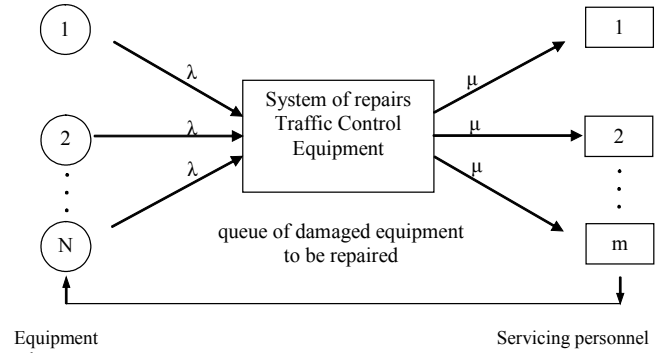 1
λ
μ
1
System of repairs
Traffic Control
Equipment
2
λ
μ
2
λ
μ
N
queue of damaged equipment
to be repaired
m
Equipment
Servicing personnel